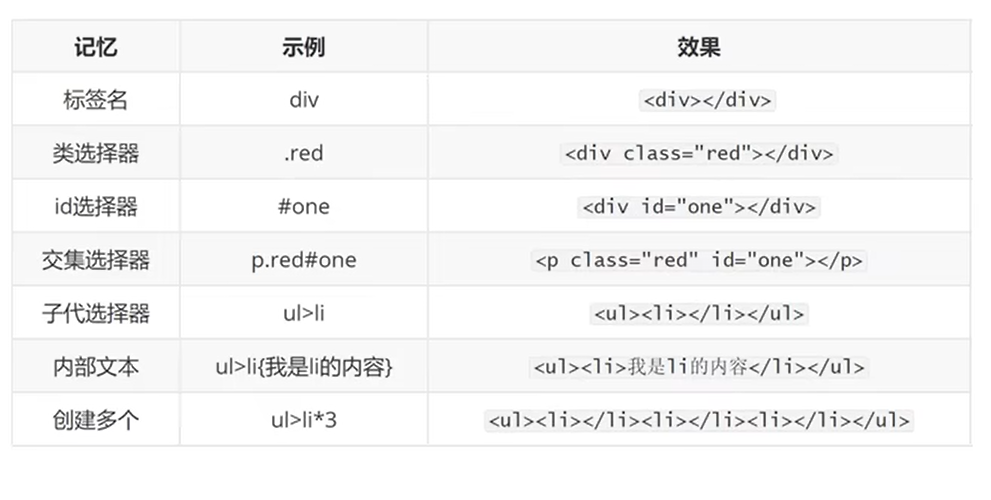 记忆 示例 效果
标签名 div <div></div>
类选择器 .red <div class="red"></div>
id选择器 #one <div id="one"></div>
交集选择器 p.red#one <p class="red" id="one"></p>
子代选择器 ul>li <ul><li></li></ul>
内部文本 ul>li{我是li的内容} <ul><li>我是li的内容</li></ul>
创建多个 ul>li*3 <ul><li></li><li></li><li></li></ul>